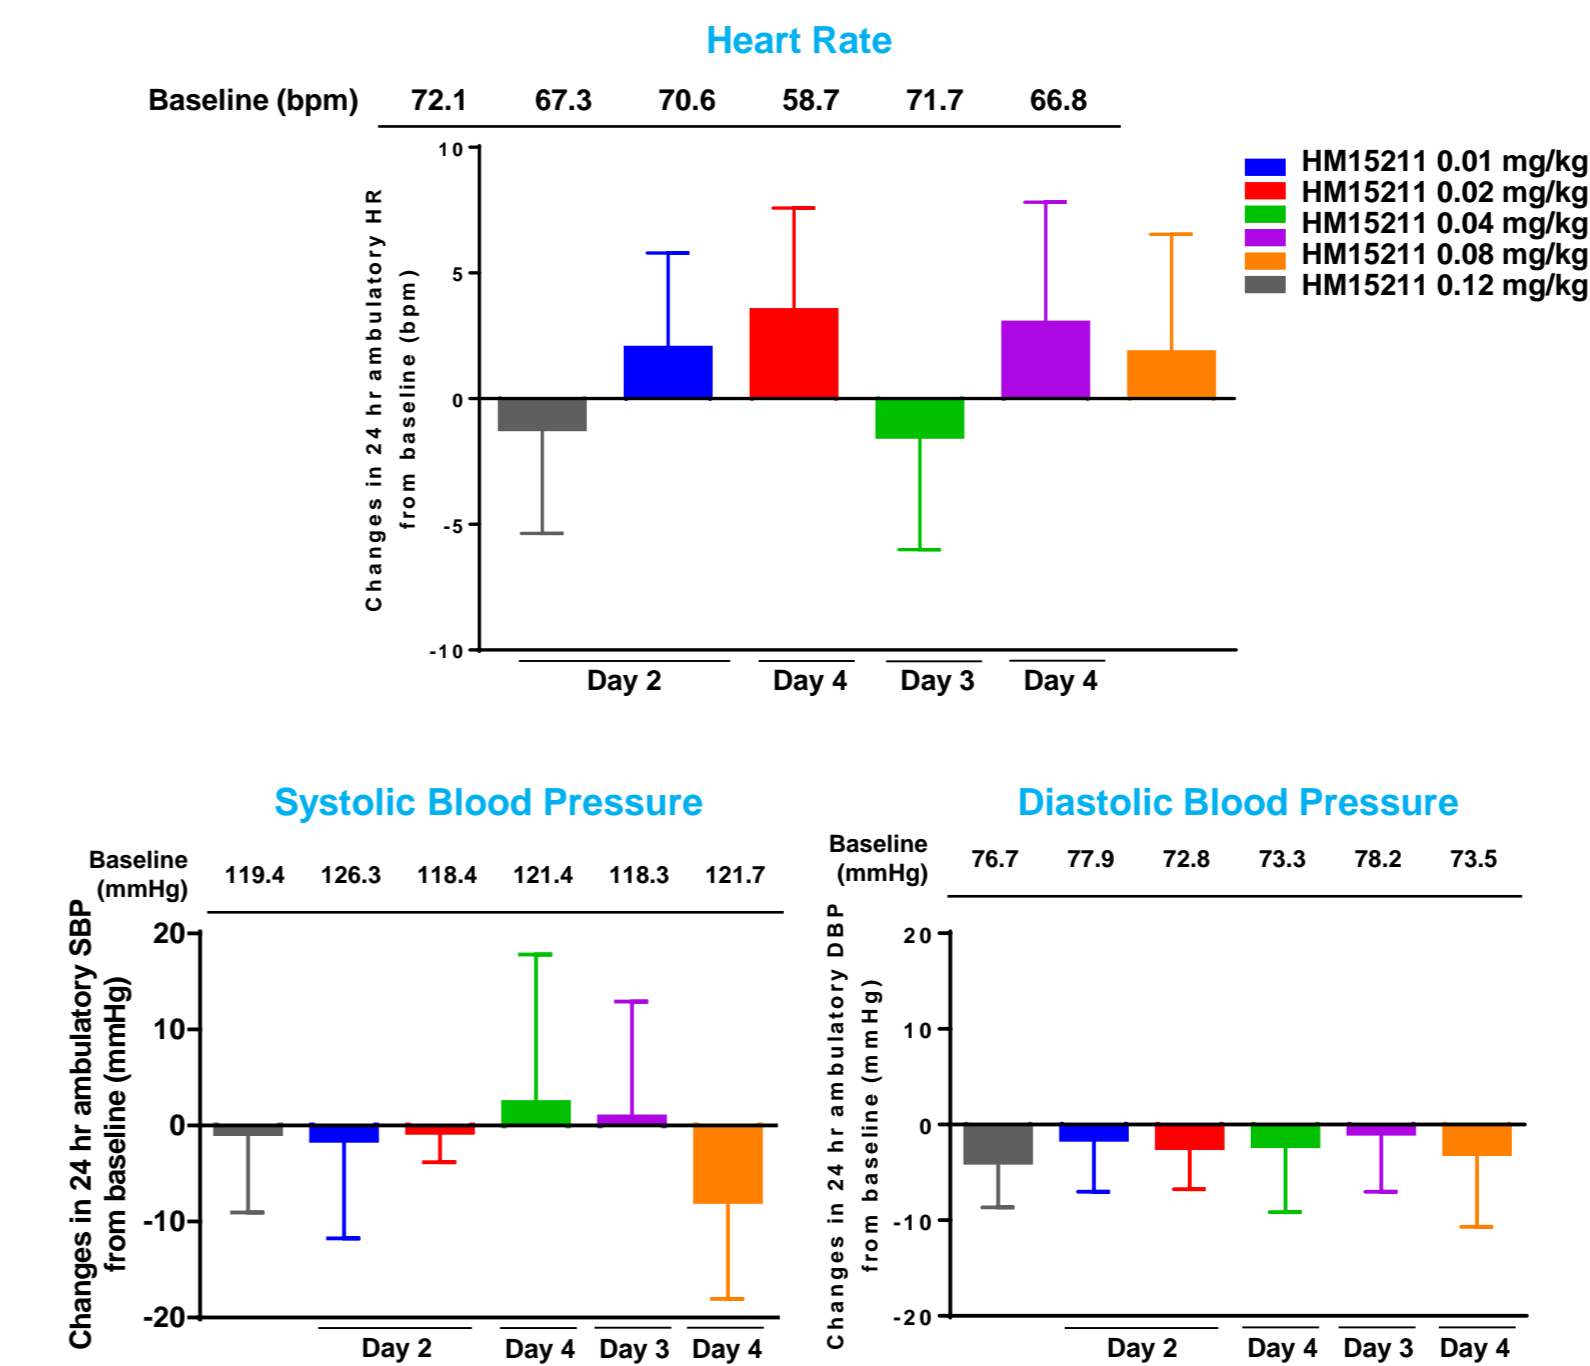 Heart Rate
Baseline (bpm) 72.1 67.3 70.6 58.7 71.7 66.8
Changes in 24 hr ambulatory HR
from baseline (bpm)
10
5
0
-5
-10
Day 2 Day 4 Day 3 Day 4
HM15211 0.01 mg/kg
HM15211 0.02 mg/kg
HM15211 0.04 mg/kg
HM15211 0.08 mg/kg
HM15211 0.12 mg/kg
Systolic Blood Pressure
Baseline
(mmHg)
119.4 126.3 118.4 121.4 118.3 121.7
Changes in 24 hr ambulatory SBP
from baseline (mmHg)
20
10
0
-10
-20
Day 2 Day 4 Day 3 Day 4
Diastolic Blood Pressure
Baseline
(mmHg)
76.7 77.9 72.8 73.3 78.2 73.5
Changes in 24 hr ambulatory DBP
from baseline (mmHg)
20
10
0
-10
-20
Day 2 Day 4 Day 3 Day 4